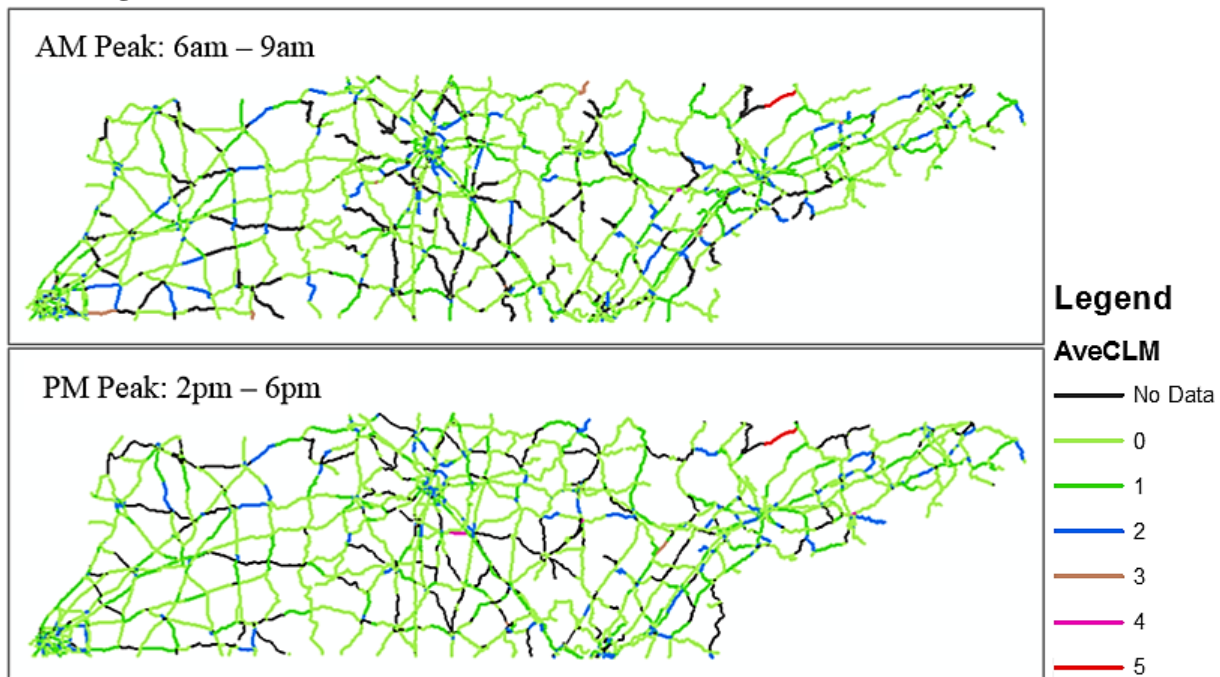 AM Peak: 6am – 9am
PM Peak: 2pm – 6pm
Legend
AveCLM
No Data
0
1
2
3
4
5